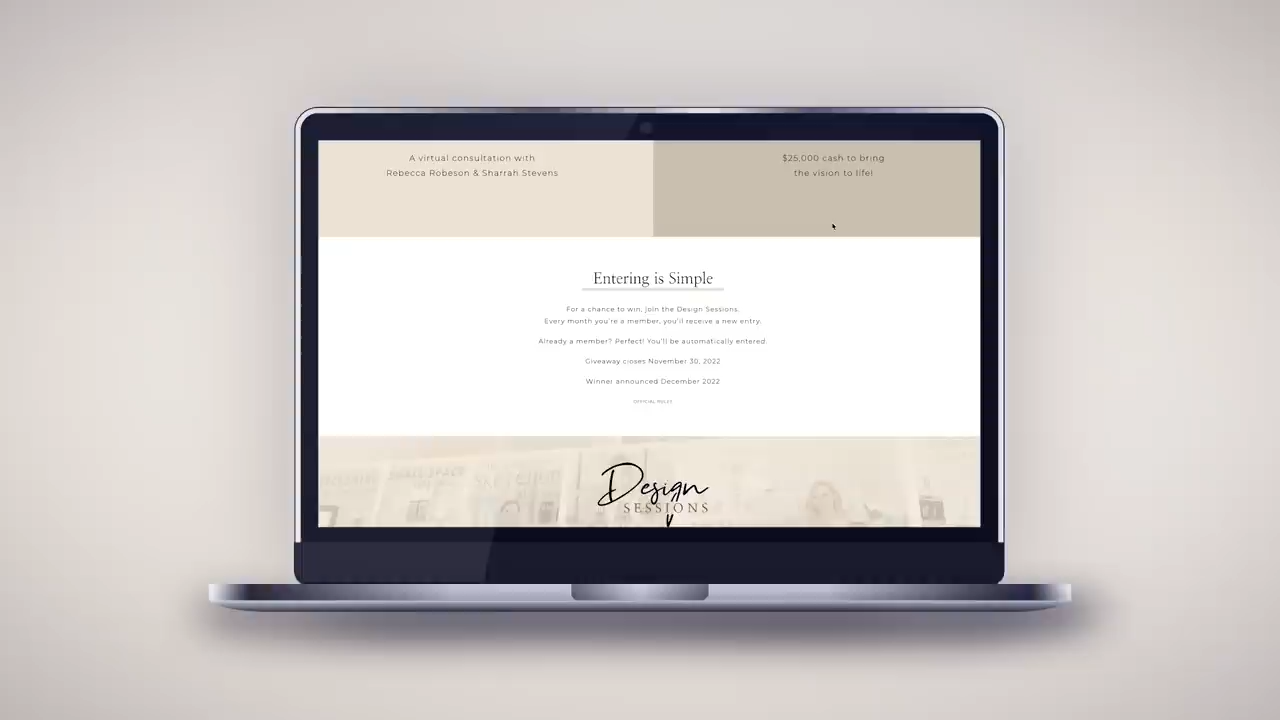 A virtual consultation with
Rebecca Robeson & Sharrah Stevens
$25,000 cash to bring
the vision to life!
Entering is Simple
For a chance to win, join the Design Sessions.
Every month you're a member, you'll receive a new entry.
Already a member? Perfect! You'll be automatically entered.
Giveaway closes November 30, 2022
Winner announced December 2022
OFFICIAL RULES
SMALL SPACE
Design
SESSIONS